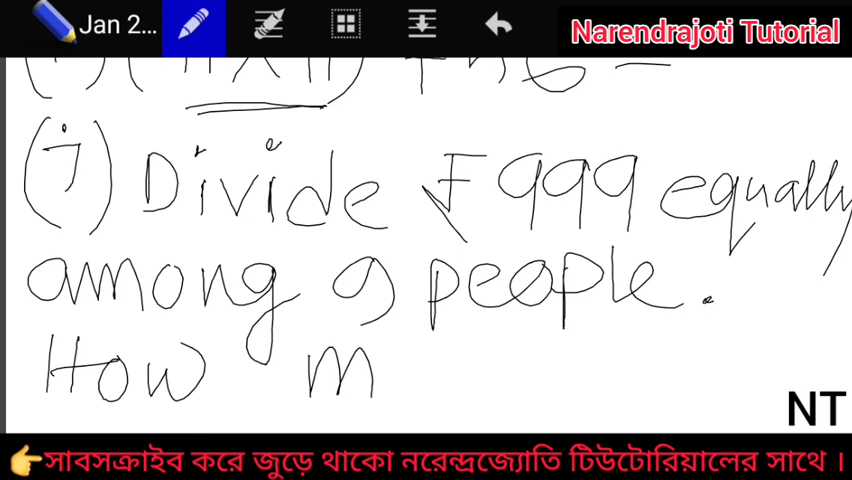 Jan 2...
Narendrajoti Tutorial
(j) Divide ₹ 999 equally
among 9 people.
How m
NT
👉সাবসক্রাইব করে জুড়ে থাকো নরেন্দ্রজ্যোতি টিউটোরিয়ালের সাথে ।